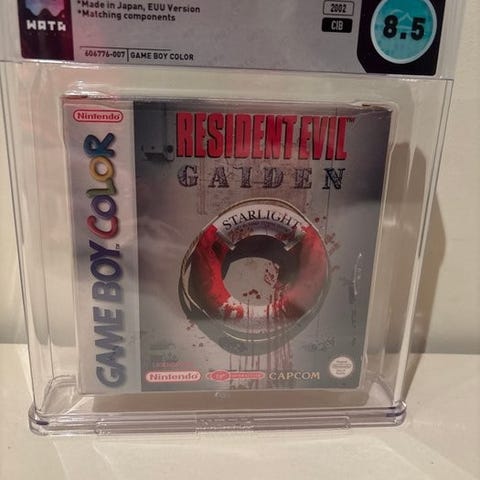 *Made in Japan, EUU Version
*Matching components
WATA
2002
CIB
8.5
606776-007 | GAME BOY COLOR
Nintendo
GAME BOY COLOR
RESIDENT EVIL
GAIDEN
STARLIGHT
Nintendo
CAPCOM